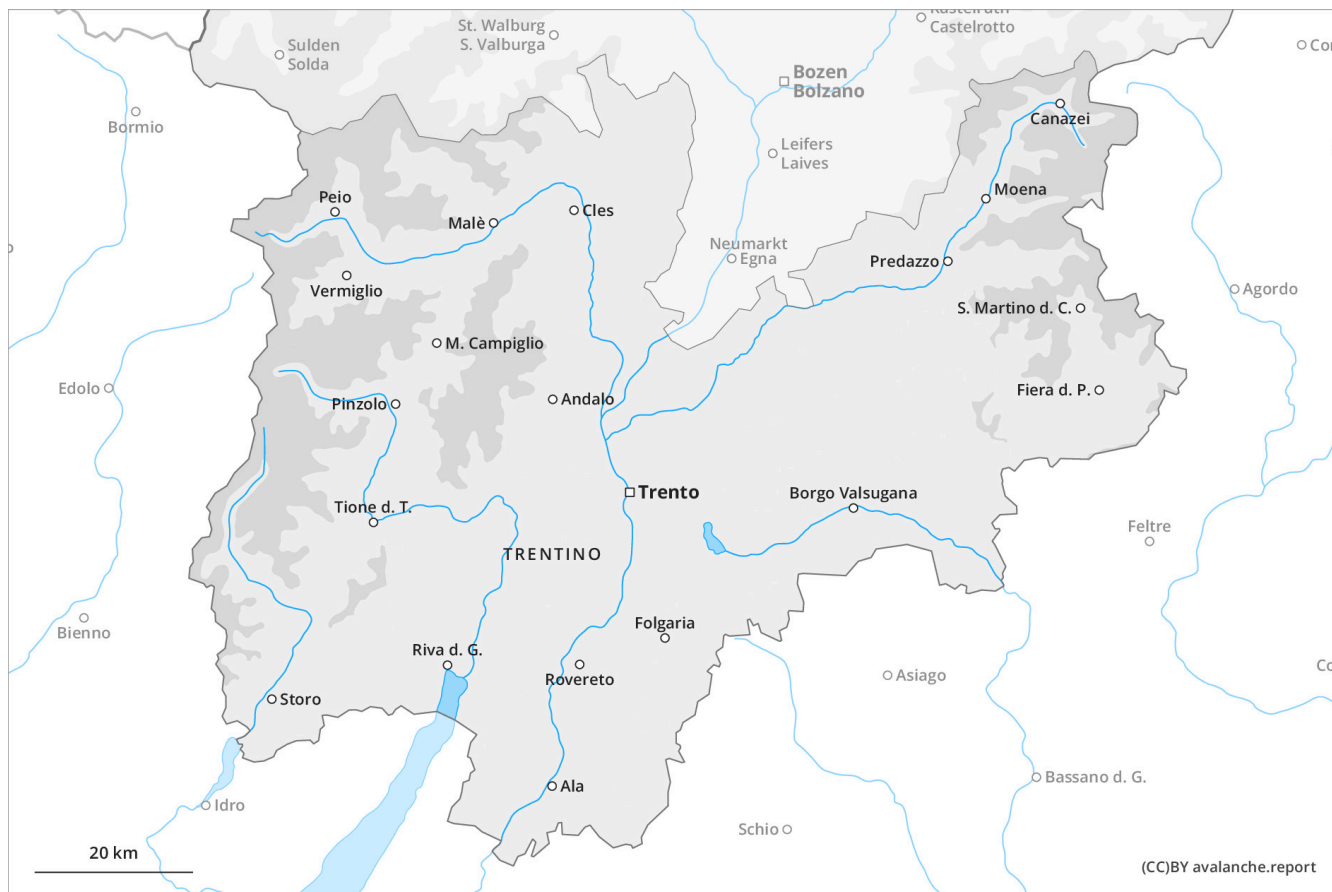 Kastelruth
Castelrotto
St. Walburg
S. Valburga
Sulden
Solda
Bozen
Bolzano
Bormio
Canazei
Leifers
Laives
Peio
Moena
Malè
Cles
Neumarkt
Egna
Predazzo
Vermiglio
Agordo
S. Martino d. C.
M. Campiglio
Edolo
Fiera d. P.
Pinzolo
Andalo
Trento
Borgo Valsugana
Tione d. T.
Feltre
TRENTINO
Bienno
Folgaria
Riva d. G.
Rovereto
Asiago
Storo
Bassano d. G.
Ala
Idro
Schio
20 km
(CC)BY avalanche.report